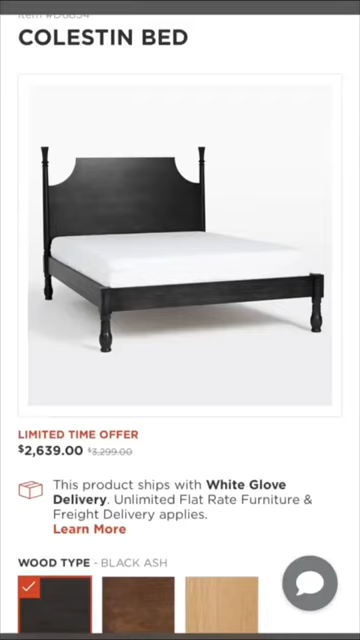 COLESTIN BED
LIMITED TIME OFFER
$2,639.00 $3,299.00
This product ships with White Glove
Delivery. Unlimited Flat Rate Furniture &
Freight Delivery applies.
Learn More
WOOD TYPE - BLACK ASH